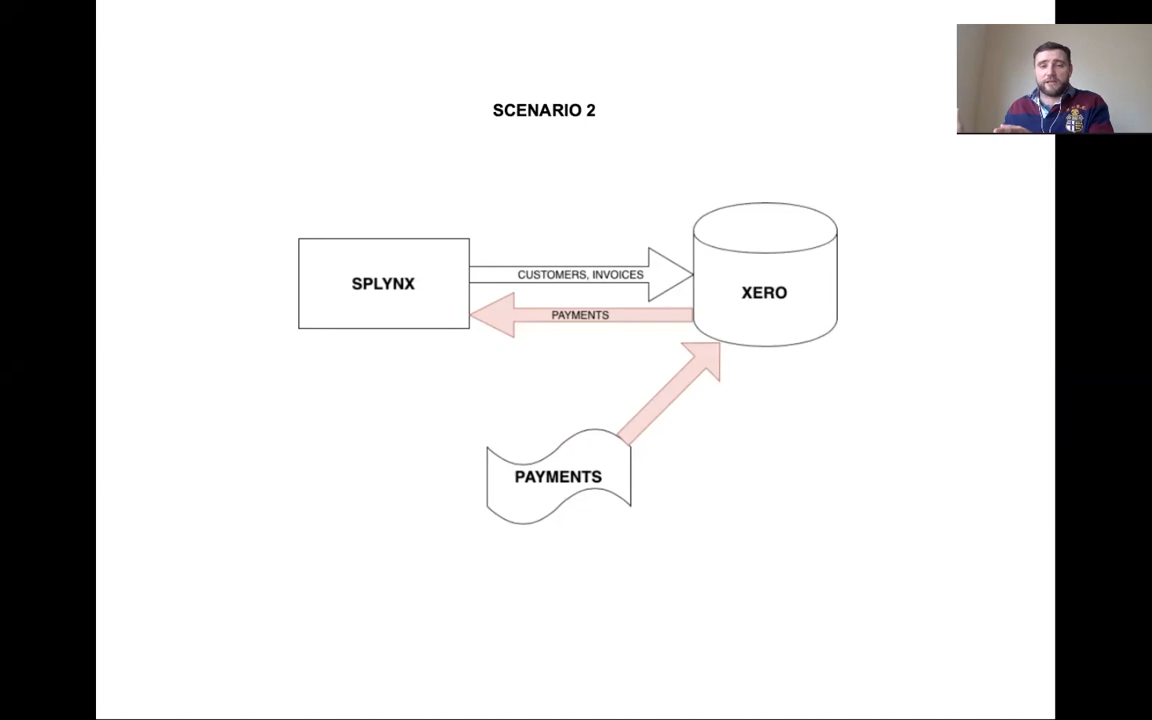 SCENARIO 2
SPLYNX
CUSTOMERS, INVOICES
XERO
PAYMENTS
PAYMENTS